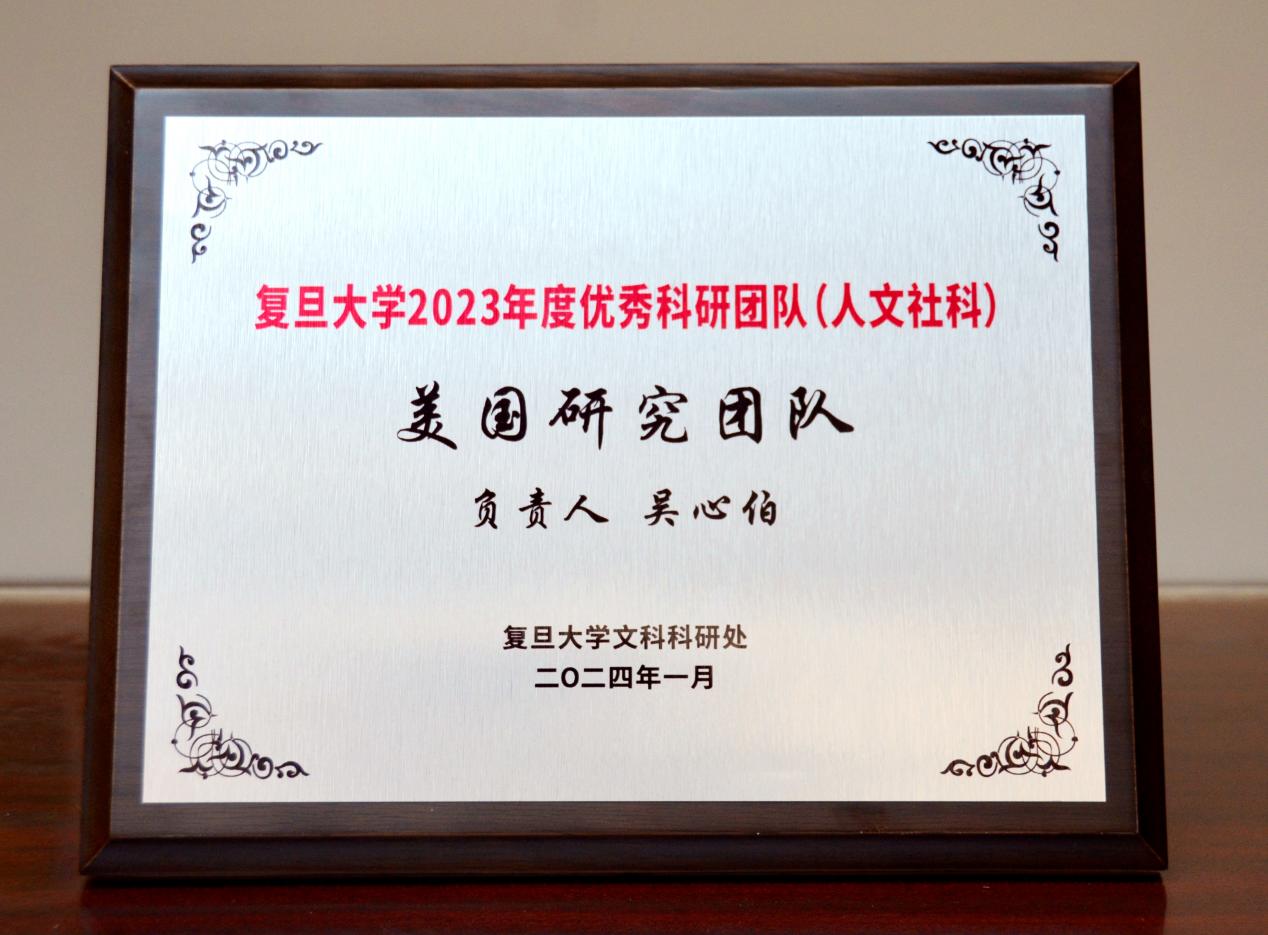 复旦大学2023年度优秀科研团队(人文社科)
美国研究团队
负责人 吴心伯
复旦大学文科科研处
二〇二四年一月